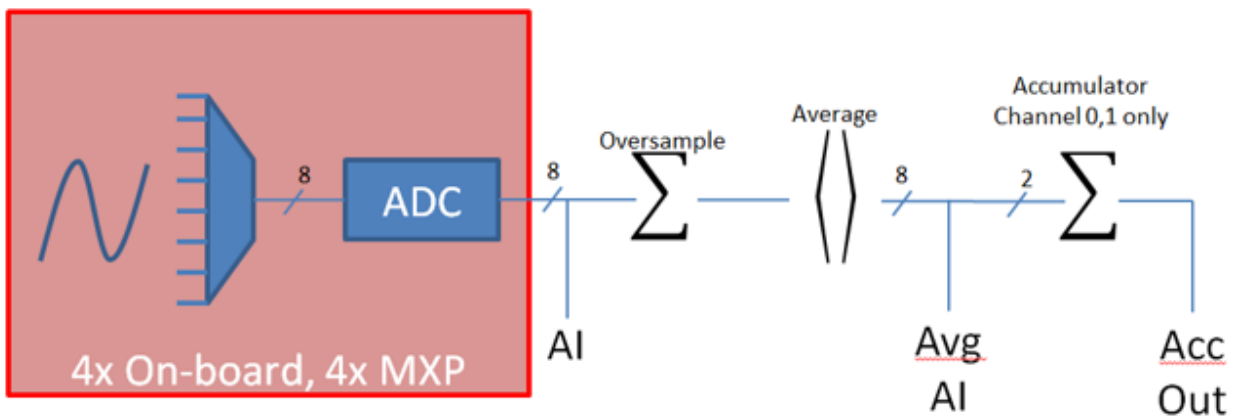 Accumulator
Channel 0,1 only
Average
Oversample
8
ADC
8
8
2
4x On-board, 4x MXP
AI
Avg
AI
Acc
Out